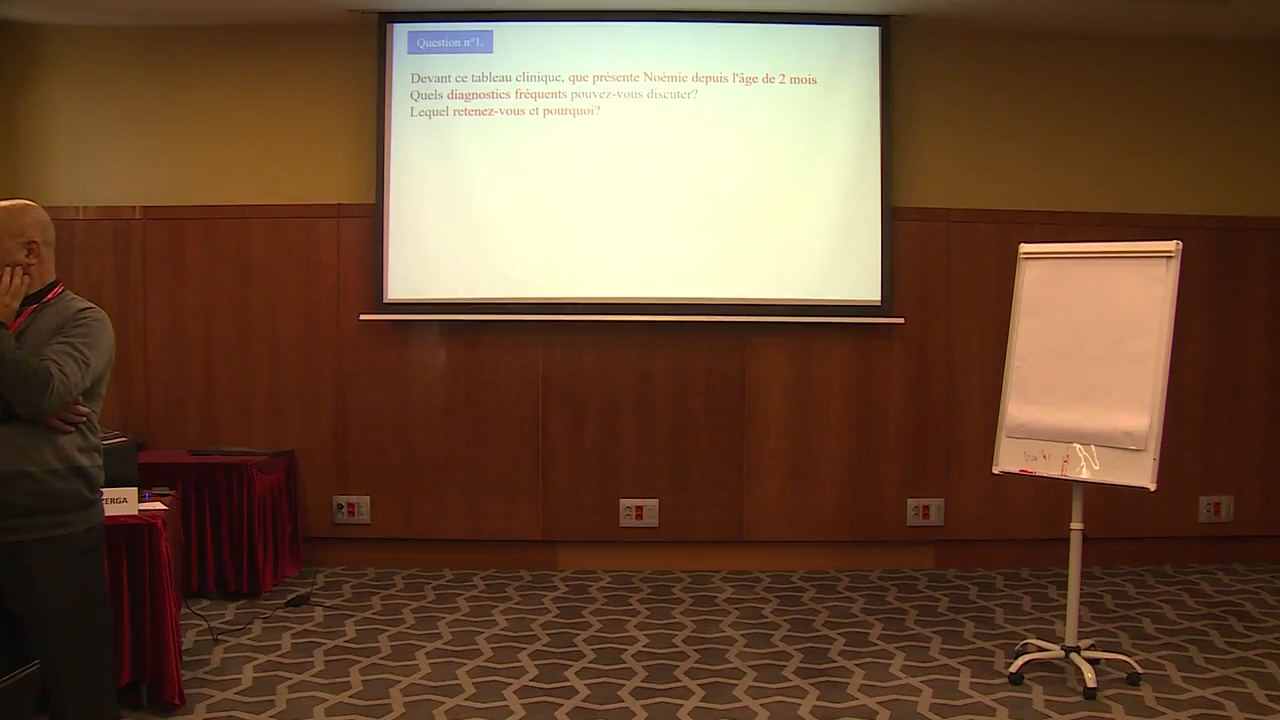 Question n°1.
Devant ce tableau clinique, que présente Noémie depuis l'âge de 2 mois
Quels diagnostics fréquents pouvez-vous discuter?
Lequel retenez-vous et pourquoi?
ZERGA